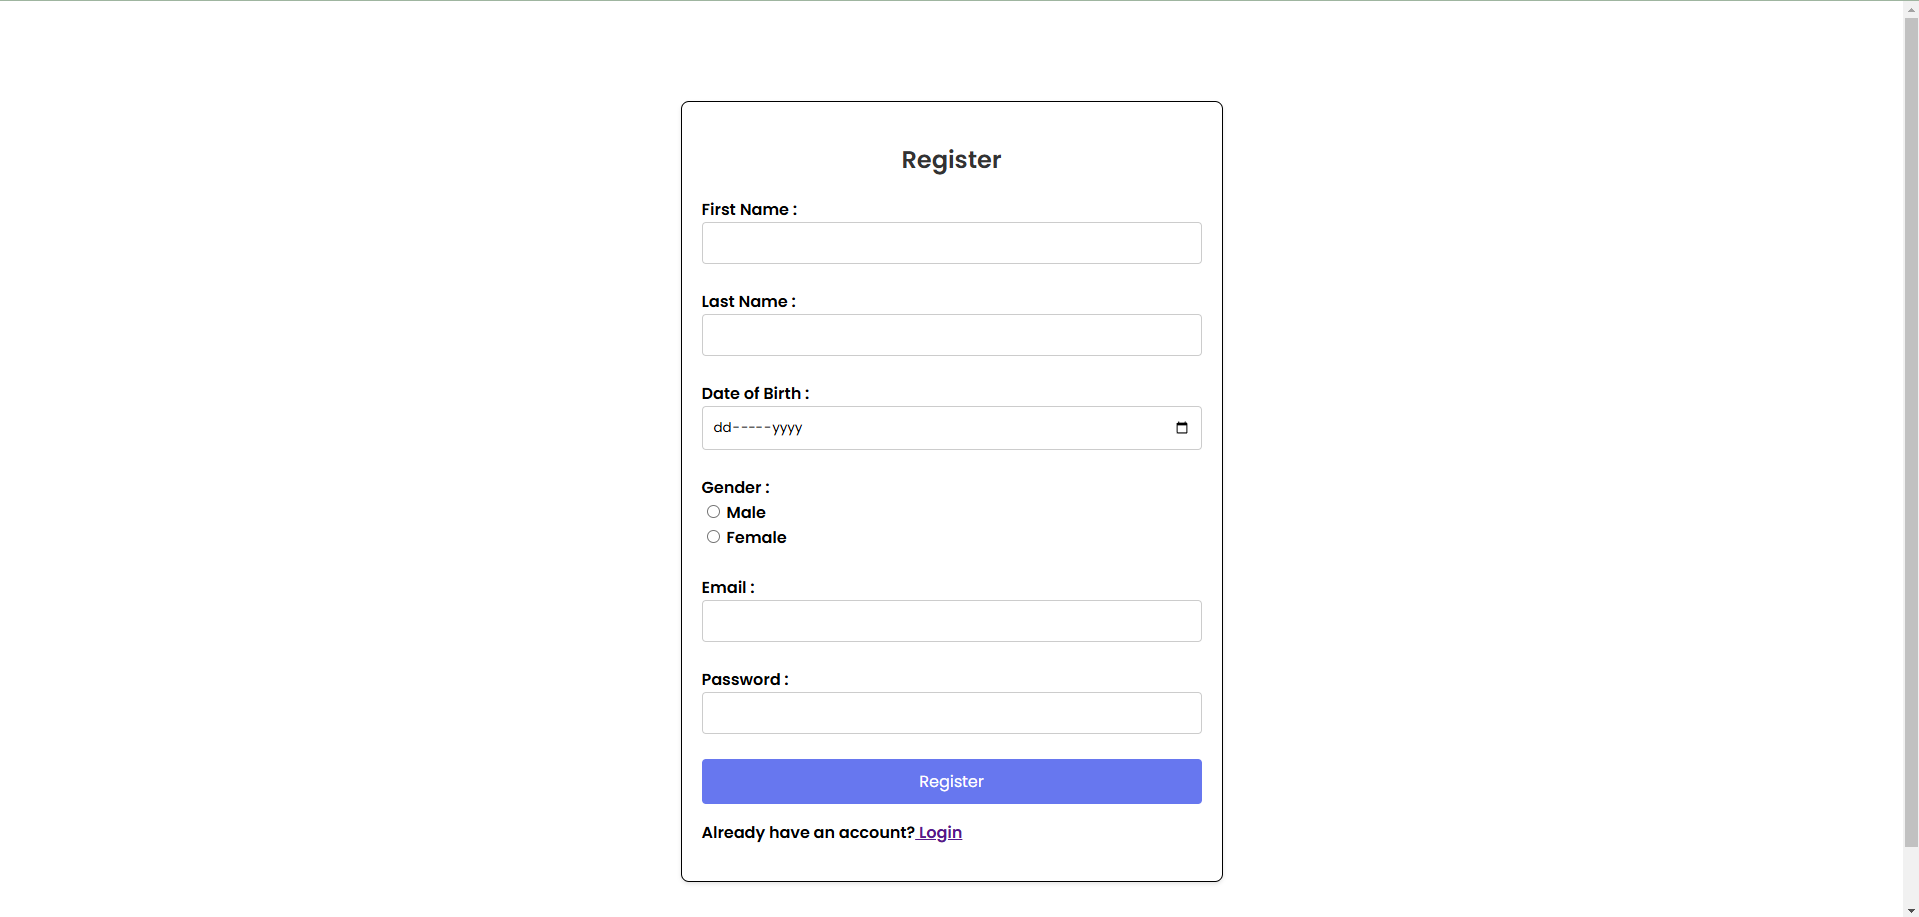 Register
First Name :
Last Name :
Date of Birth :
dd-----yyyy
Gender :
Male
Female
Email :
Password :
Register
Already have an account? Login